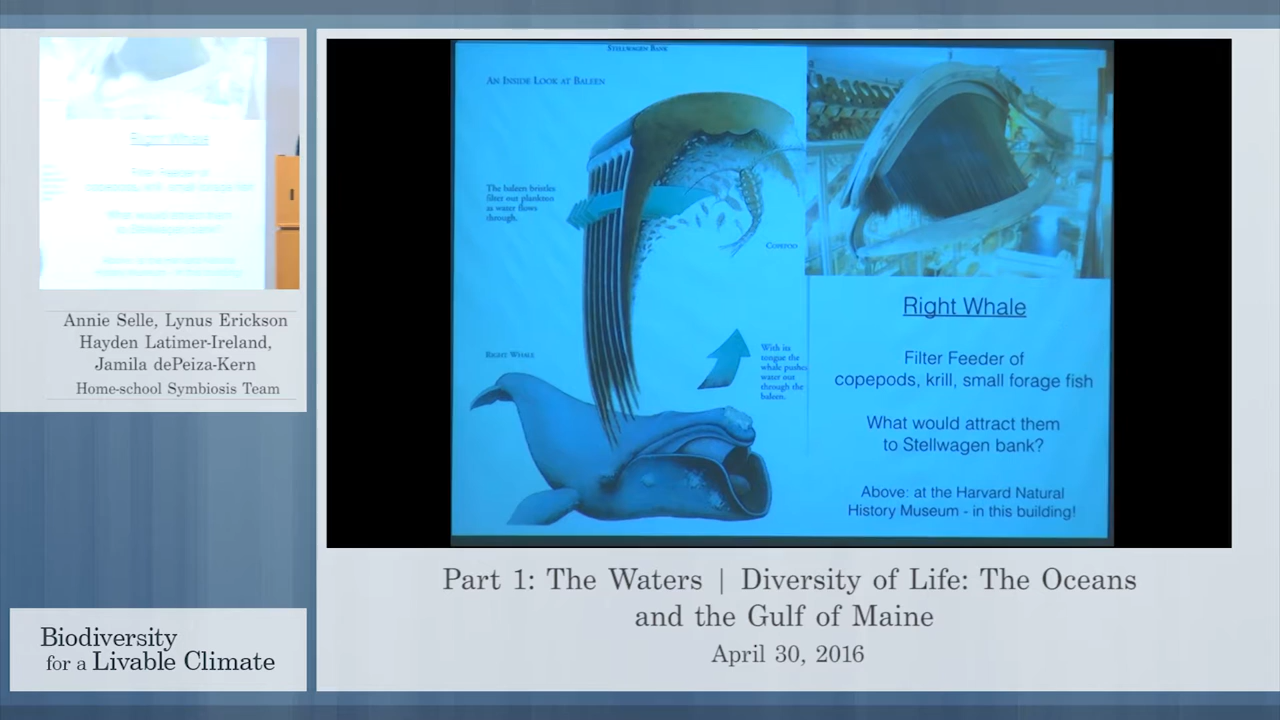 Right Whale
Annie Selle, Lynus Erickson
Hayden Latimer-Ireland,
Jamila dePeiza-Kern
Home-school Symbiosis Team
Biodiversity
for a Livable Climate
STELLWAGEN BANK
AN INSIDE LOOK AT BALEEN
The baleen bristles
filter out plankton
as water flows
through.
COPEPOD
RIGHT WHALE
With its
tongue the
whale pushes
water out
through the
baleen.
Right Whale
Filter Feeder of
copepods, krill, small forage fish
What would attract them
to Stellwagen bank?
Above: at the Harvard Natural
History Museum - in this building!
Part 1: The Waters | Diversity of Life: The Oceans
and the Gulf of Maine
April 30, 2016